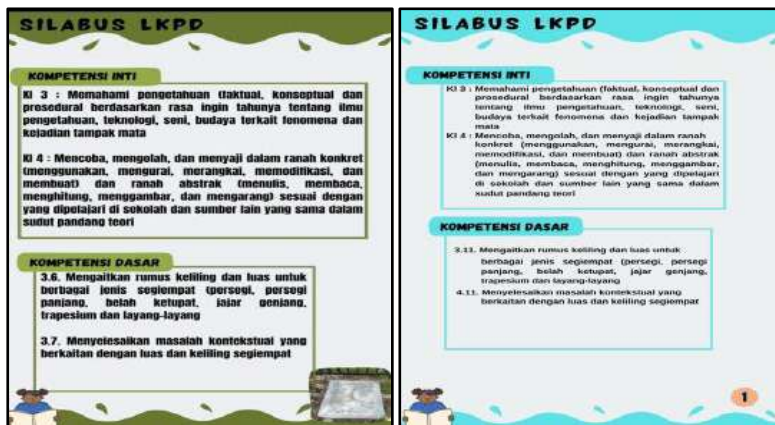 SILABUS LKPD
KOMPETENSI INTI
KI 3 : Memahami pengetahuan (faktual, konseptual dan
prosedural berdasarkan rasa ingin tahunya tentang ilmu
pengetahuan, teknologi, seni, budaya terkait fenomena dan
kejadian tampak mata
KI 4 : Mencoba, mengolah, dan menyaji dalam ranah konkret
(menggunakan, mengurai, merangkai, memodifikasi, dan
membuat) dan ranah abstrak (menulis, membaca,
menghitung, menggambar, dan mengarang) sesuai dengan
yang dipelajari di sekolah dan sumber lain yang sama dalam
sudut pandang teori
KOMPETENSI DASAR
3.6. Mengaitkan rumus keliling dan luas untuk
berbagai jenis segiempat (persegi, persegi
panjang, belah ketupat, jajar genjang,
trapesium dan layang-layang
3.7. Menyelesaikan masalah kontekstual yang
berkaitan dengan luas dan keliling segiempat
SILABUS LKPD
KOMPETENSI INTI
KI 3 : Memahami pengetahuan (faktual, konseptual dan
prosedural berdasarkan rasa ingin tahunya
tentang ilmu pengetahuan, teknologi, seni,
budaya terkait fenomena dan kejadian tampak
mata
KI 4 : Mencoba, mengolah, dan menyaji dalam ranah
konkret (menggunakan, mengurai, merangkai,
memodifikasi, dan membuat) dan ranah abstrak
(menulis, membaca, menghitung, menggambar,
dan mengarang) sesuai dengan yang dipelajari
di sekolah dan sumber lain yang sama dalam
sudut pandang teori
KOMPETENSI DASAR
3.11. Mengaitkan rumus keliling dan luas untuk
berbagai jenis segiempat (persegi, persegi
panjang, belah ketupat, jajar genjang,
trapesium dan layang-layang
4.11. Menyelesaikan masalah kontekstual yang
berkaitan dengan luas dan keliling segiempat
1